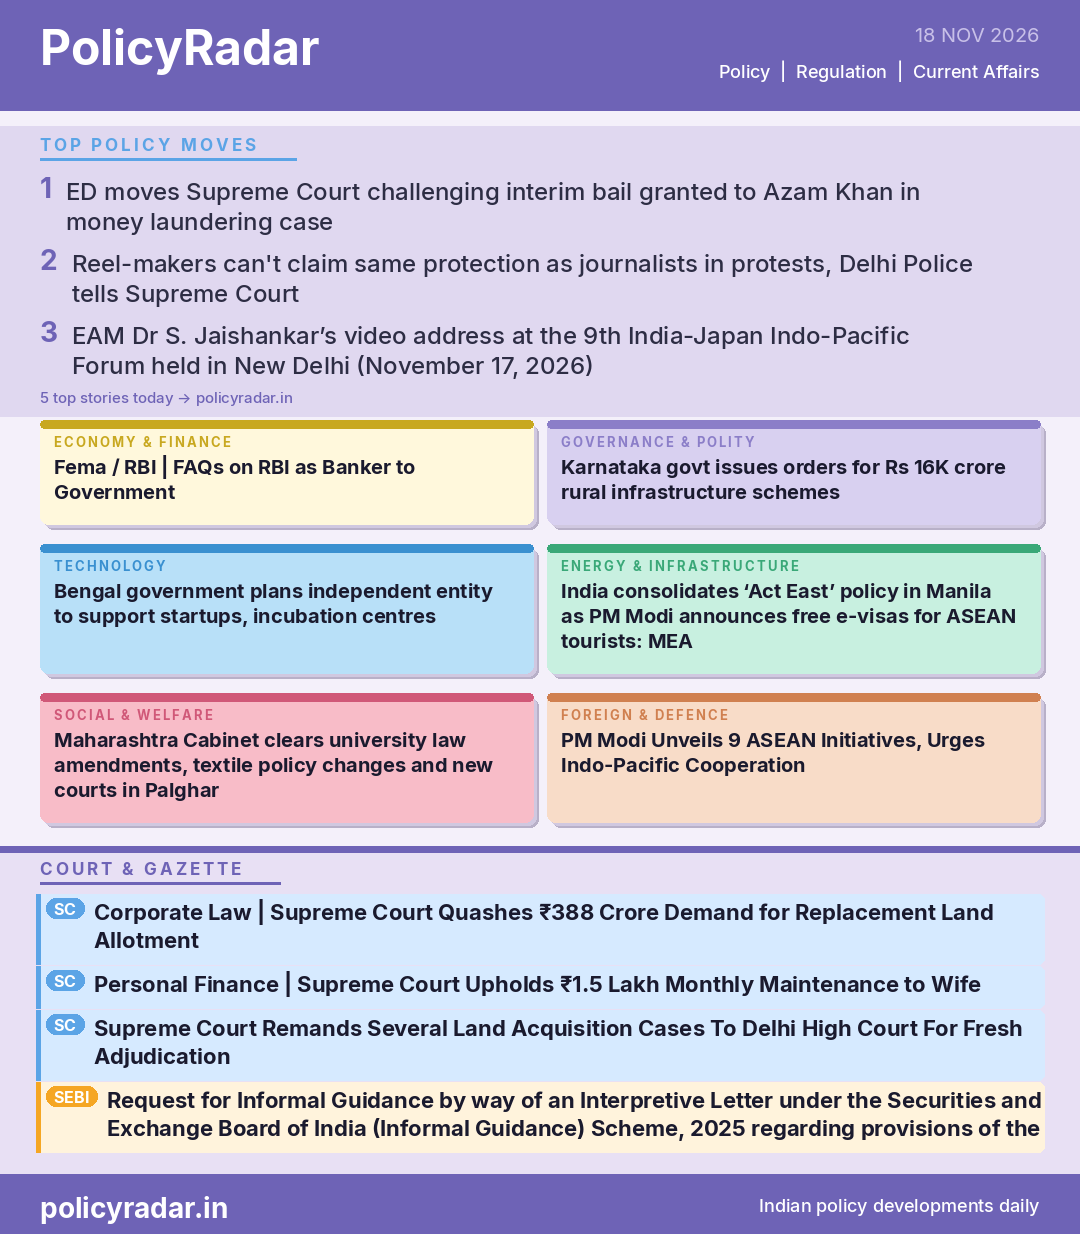 PolicyRadar
18 NOV 2026
Policy | Regulation | Current Affairs
TOP POLICY MOVES
1 ED moves Supreme Court challenging interim bail granted to Azam Khan in
money laundering case
2 Reel-makers can't claim same protection as journalists in protests, Delhi Police
tells Supreme Court
3 EAM Dr S. Jaishankar’s video address at the 9th India-Japan Indo-Pacific
Forum held in New Delhi (November 17, 2026)
5 top stories today → policyradar.in
ECONOMY & FINANCE
Fema / RBI | FAQs on RBI as Banker to
Government
GOVERNANCE & POLITY
Karnataka govt issues orders for Rs 16K crore
rural infrastructure schemes
TECHNOLOGY
Bengal government plans independent entity
to support startups, incubation centres
ENERGY & INFRASTRUCTURE
India consolidates ‘Act East’ policy in Manila
as PM Modi announces free e-visas for ASEAN
tourists: MEA
SOCIAL & WELFARE
Maharashtra Cabinet clears university law
amendments, textile policy changes and new
courts in Palghar
FOREIGN & DEFENCE
PM Modi Unveils 9 ASEAN Initiatives, Urges
Indo-Pacific Cooperation
COURT & GAZETTE
SC Corporate Law | Supreme Court Quashes ₹388 Crore Demand for Replacement Land
Allotment
SC Personal Finance | Supreme Court Upholds ₹1.5 Lakh Monthly Maintenance to Wife
SC Supreme Court Remands Several Land Acquisition Cases To Delhi High Court For Fresh
Adjudication
SEBI Request for Informal Guidance by way of an Interpretive Letter under the Securities and
Exchange Board of India (Informal Guidance) Scheme, 2025 regarding provisions of the
policyradar.in
Indian policy developments daily